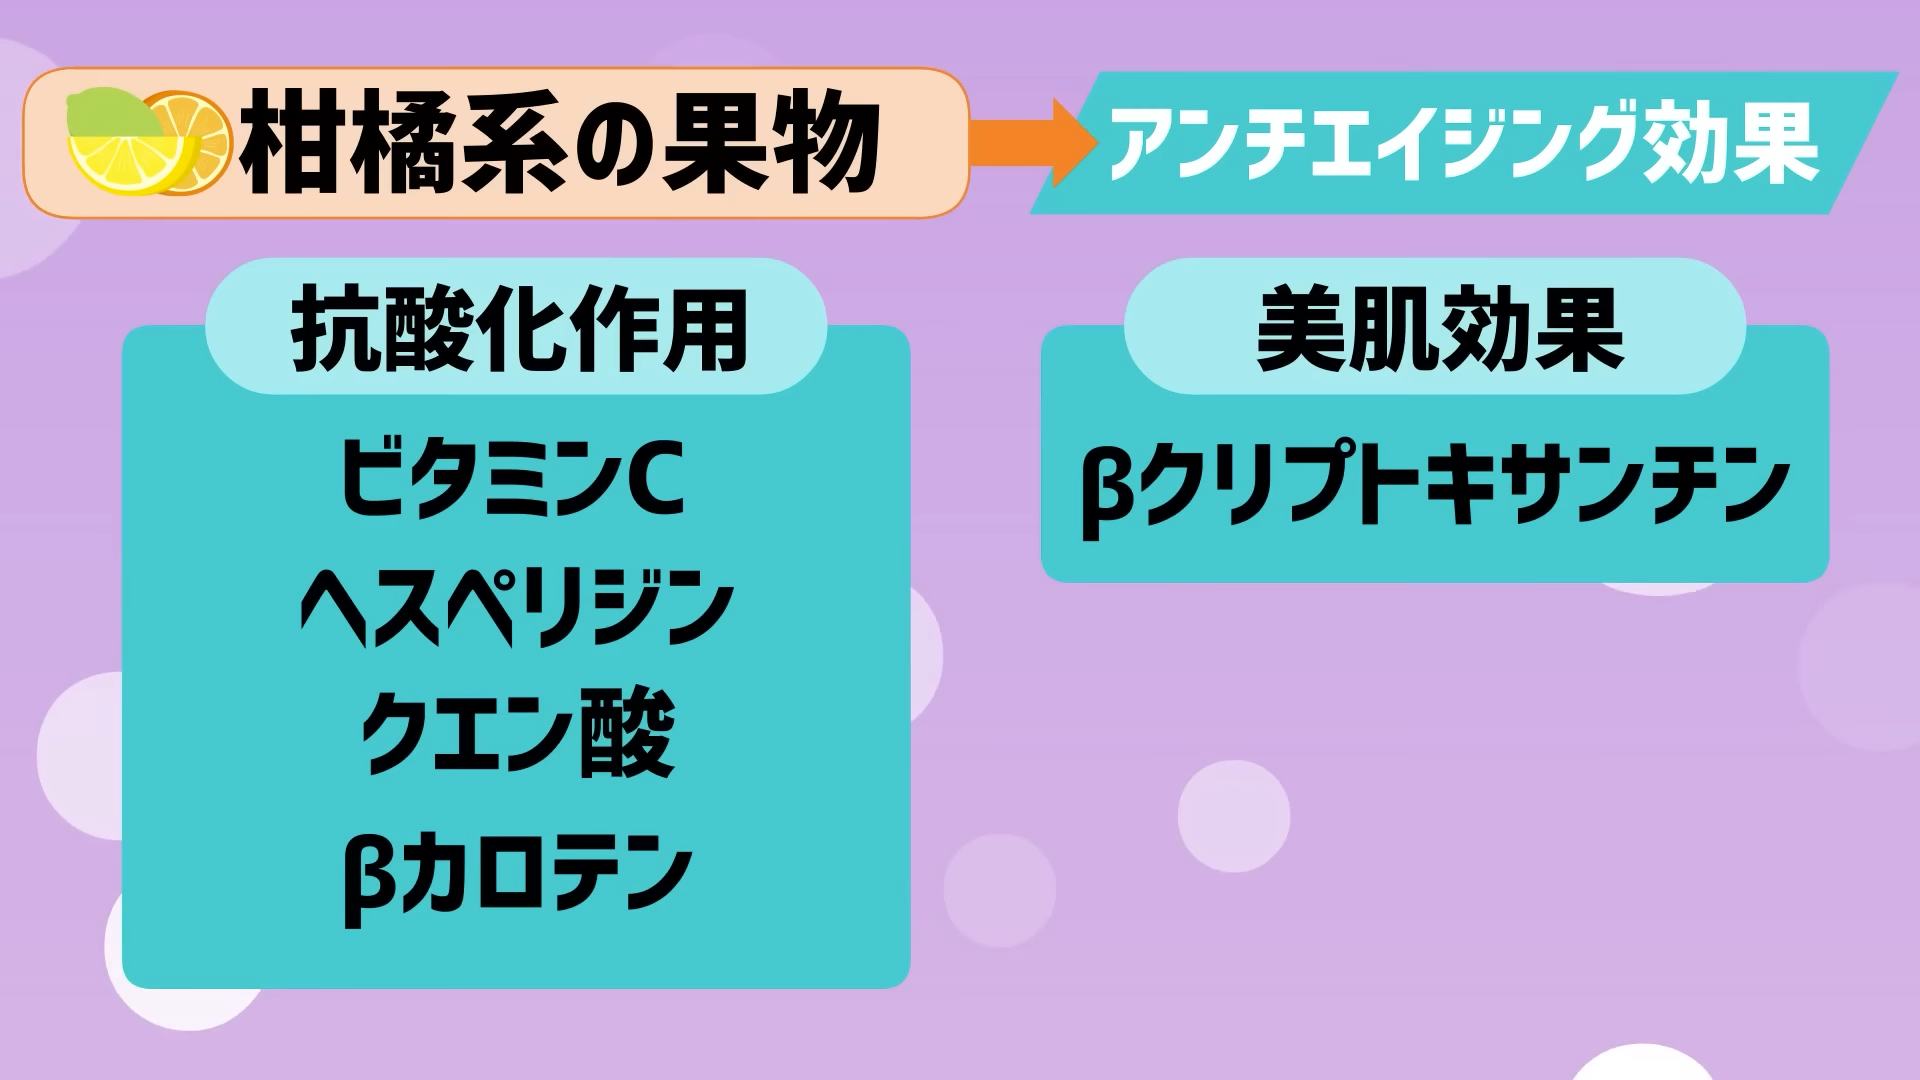 柑橘系の果物
アンチエイジング効果
抗酸化作用
ビタミンC
ヘスペリジン
クエン酸
βカロテン
美肌効果
βクリプトキサンチン